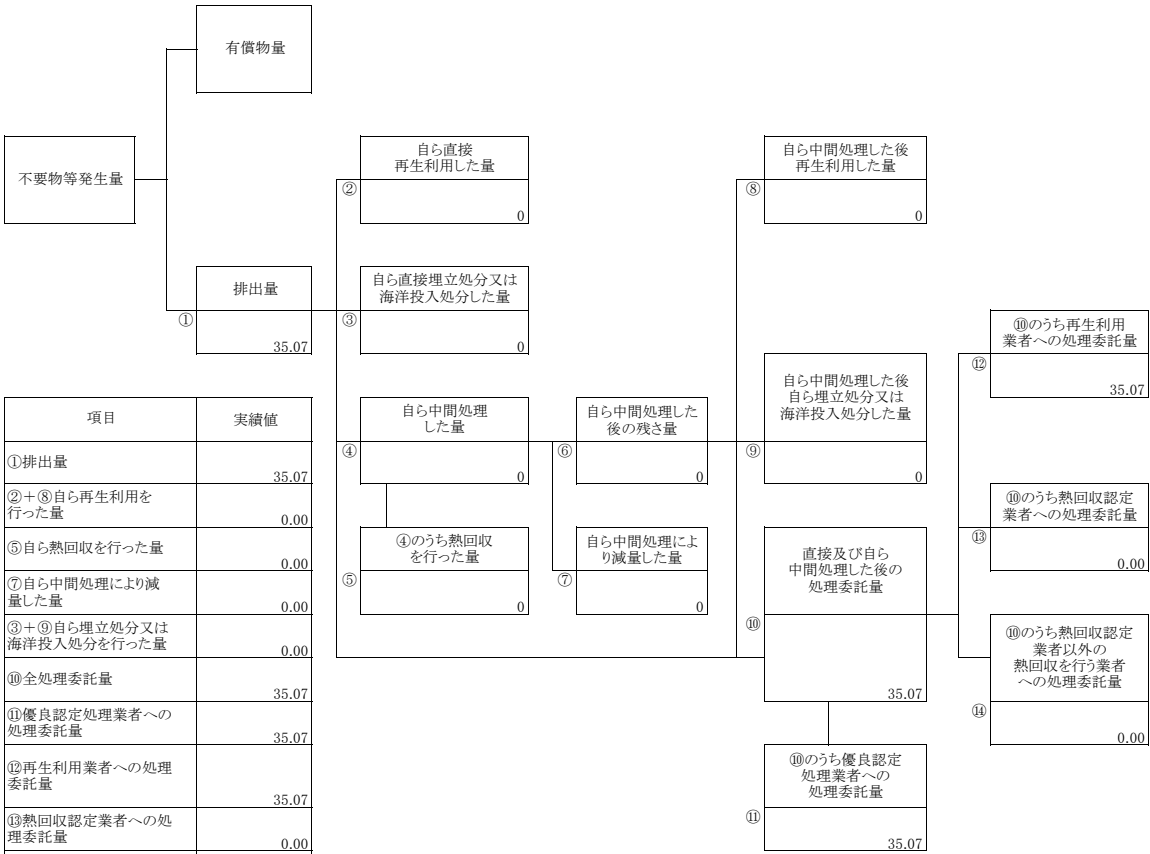 有償物量
不要物等発生量
自ら直接
再生利用した量
②
0
自ら中間処理した後
再生利用した量
⑧
0
排出量
①
35.07
自ら直接埋立処分又は
海洋投入処分した量
③
0
⑩のうち再生利用
業者への処理委託量
⑫
35.07
自ら中間処理
した量
④
0
自ら中間処理した
後の残さ量
⑥
0
自ら中間処理した後
自ら埋立処分又は
海洋投入処分した量
⑨
0
⑩のうち熱回収認定
業者への処理委託量
⑬
0.00
④のうち熱回収
を行った量
⑤
0
自ら中間処理によ
り減量した量
⑦
0
直接及び自ら
中間処理した後の
処理委託量
⑩
35.07
⑩のうち熱回収認定
業者以外の
熱回収を行う業者
への処理委託量
⑭
0.00
⑩のうち優良認定
処理業者への
処理委託量
⑪
35.07
項目 実績値
①排出量
35.07
②+⑧自ら再生利用を
行った量
0.00
⑤自ら熱回収を行った量
0.00
⑦自ら中間処理により減
量した量
0.00
③+⑨自ら埋立処分又は
海洋投入処分を行った量
0.00
⑩全処理委託量
35.07
⑪優良認定処理業者への
処理委託量
35.07
⑫再生利用業者への処理
委託量
35.07
⑬熱回収認定業者への処
理委託量
0.00